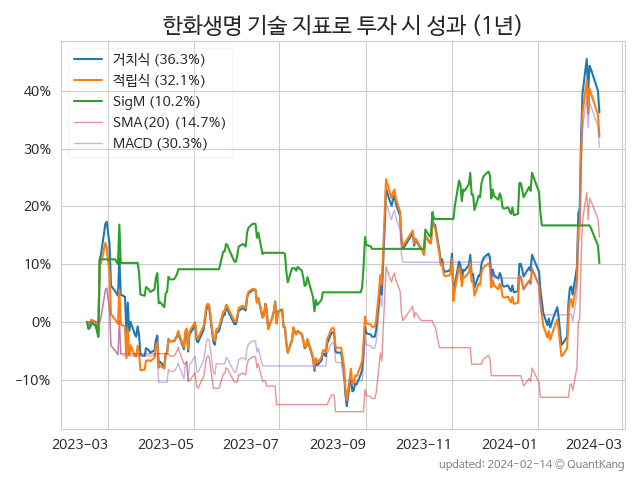 한화생명 기술 지표로 투자 시 성과 (1년)
거치식 (36.3%)
적립식 (32.1%)
SigM (10.2%)
SMA(20) (14.7%)
MACD (30.3%)
40%
30%
20%
10%
0%
−10%
2023-03 2023-05 2023-07 2023-09 2023-11 2024-01 2024-03
updated: 2024-02-14 © QuantKang